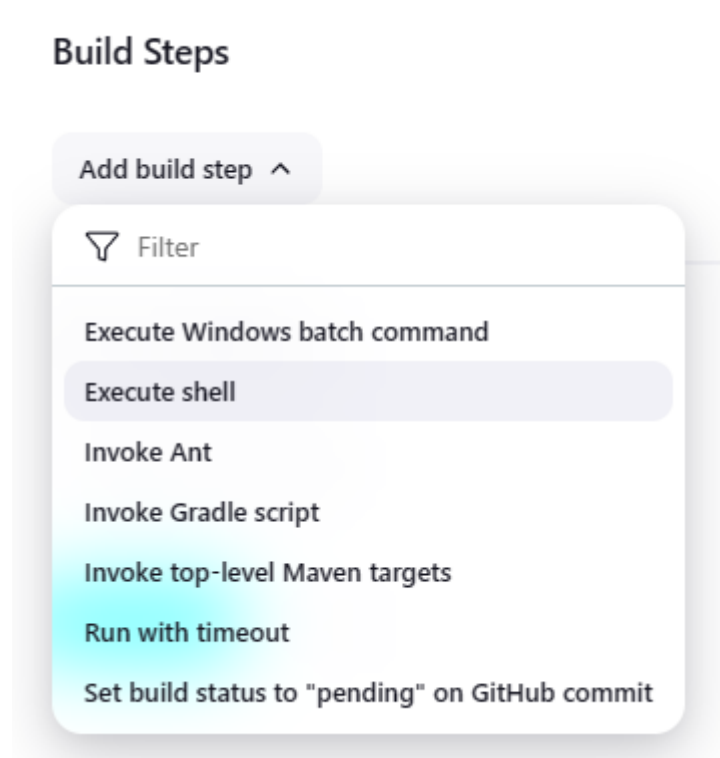 Build Steps
Add build step
Filter
Execute Windows batch command
Execute shell
Invoke Ant
Invoke Gradle script
Invoke top-level Maven targets
Run with timeout
Set build status to "pending" on GitHub commit